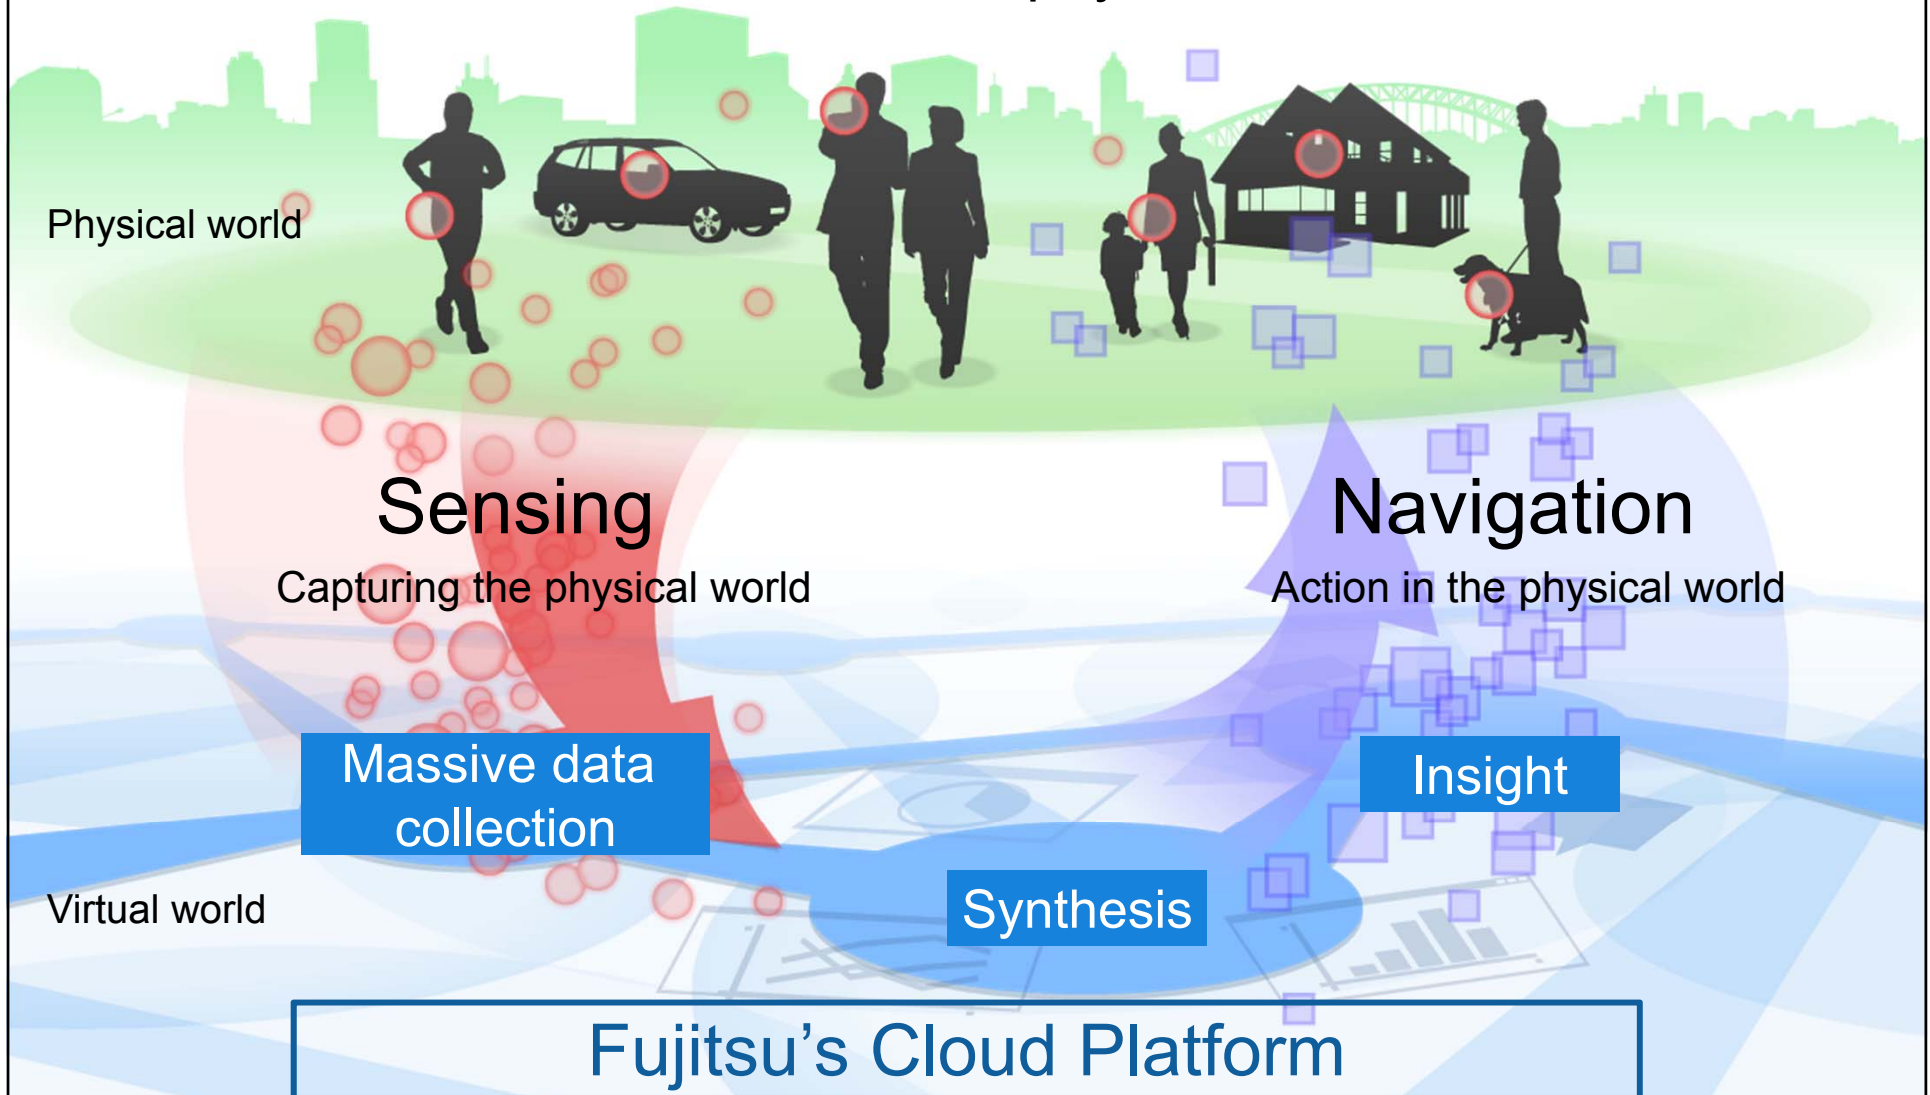 Physical world
Sensing
Navigation
Capturing the physical world
Action in the physical world
Massive data
collection
Insight
Virtual world
Synthesis
Fujitsu’s Cloud Platform